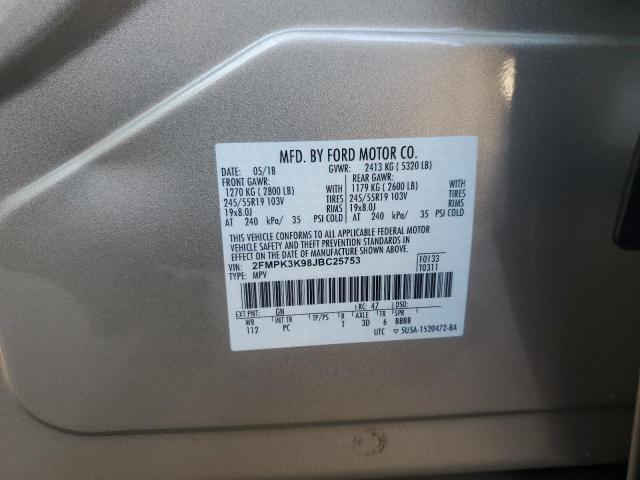 MFD. BY FORD MOTOR CO.
DATE: 05/18 GVWR: 2413 KG ( 5320 LB)
FRONT GAWR: REAR GAWR:
1270 KG ( 2800 LB) WITH 1179 KG ( 2600 LB) WITH
245/55R19 103V TIRES 245/55R19 103V TIRES
19x8.0J RIMS 19x8.0J RIMS
AT 240 kPa/ 35 PSI COLD AT 240 kPa/ 35 PSI COLD
THIS VEHICLE CONFORMS TO ALL APPLICABLE FEDERAL MOTOR
VEHICLE SAFETY BUMPER, AND THEFT PREVENTION STANDARDS
IN EFFECT ON THE DATE OF MANUFACTURE SHOWN ABOVE.
VIN: 2FMPK3K98JBC25753 F0133
TYPE: MPV T0311
EXT PNT: GN RC: 47 DSO:
WB INT TR TP/PS R AXLE TR SPR
112 PC T 3D 6 BBBB
UTC ▽ 5USA-1520472-BA